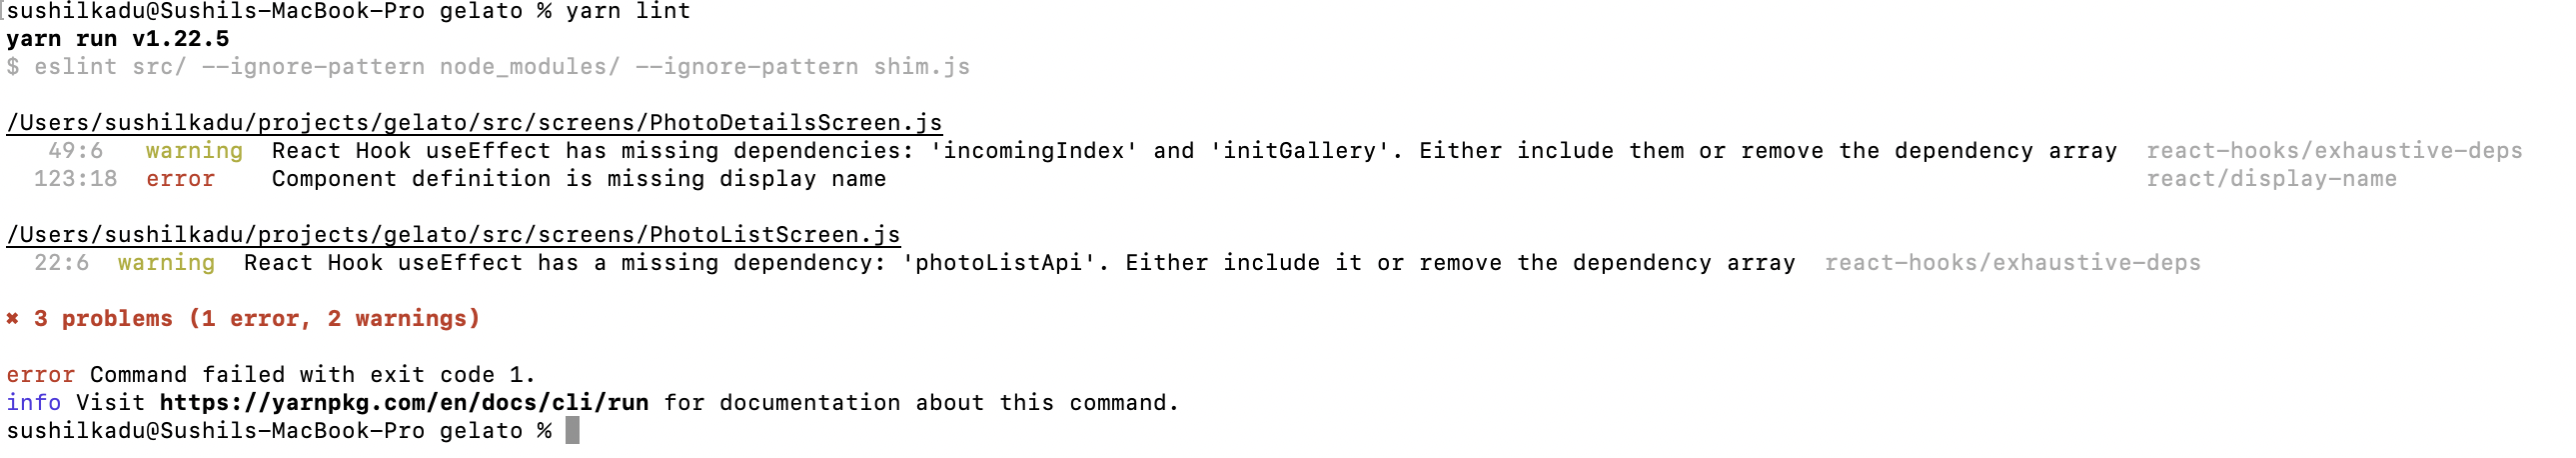 sushilkadu@Sushils-MacBook-Pro gelato % yarn lint
yarn run v1.22.5
$ eslint src/ --ignore-pattern node_modules/ --ignore-pattern shim.js
/Users/sushilkadu/projects/gelato/src/screens/PhotoDetailsScreen.js
49:6 warning React Hook useEffect has missing dependencies: 'incomingIndex' and 'initGallery'. Either include them or remove the dependency array react-hooks/exhaustive-deps
123:18 error Component definition is missing display name react/display-name
/Users/sushilkadu/projects/gelato/src/screens/PhotoListScreen.js
22:6 warning React Hook useEffect has a missing dependency: 'photoListApi'. Either include it or remove the dependency array react-hooks/exhaustive-deps
✖ 3 problems (1 error, 2 warnings)
error Command failed with exit code 1.
info Visit https://yarnpkg.com/en/docs/cli/run for documentation about this command.
sushilkadu@Sushils-MacBook-Pro gelato %